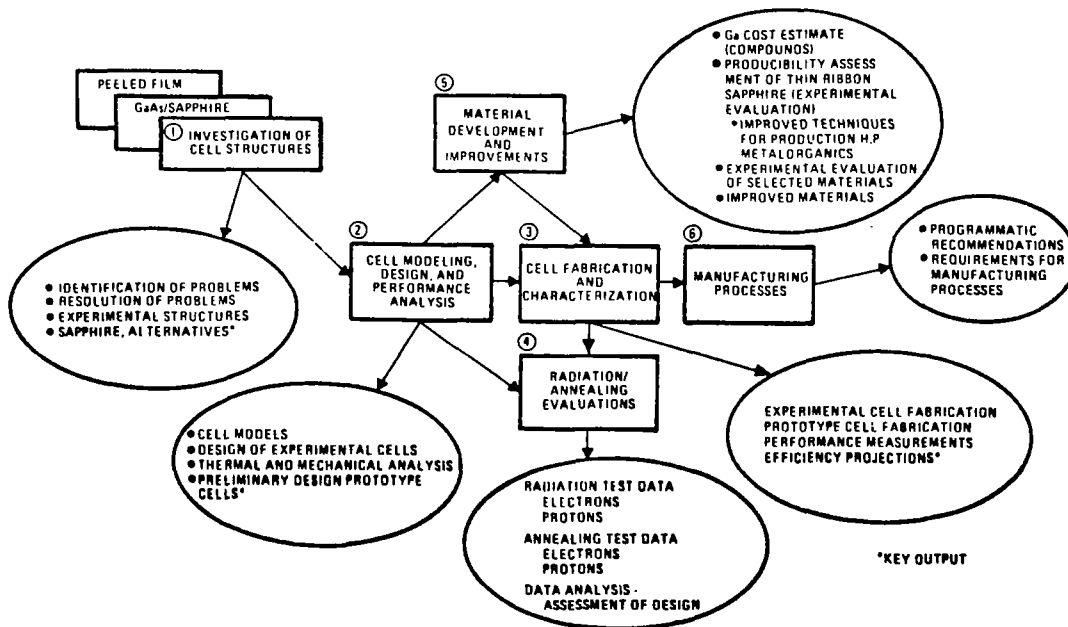 PEELED FILM
GaAs/SAPPHIRE
① INVESTIGATION OF
CELL STRUCTURES
● IDENTIFICATION OF PROBLEMS
● RESOLUTION OF PROBLEMS
● EXPERIMENTAL STRUCTURES
● SAPPHIRE, ALTERNATIVES*
②
CELL MODELING,
DESIGN, AND
PERFORMANCE
ANALYSIS
● CELL MODELS
● DESIGN OF EXPERIMENTAL CELLS
● THERMAL AND MECHANICAL ANALYSIS
● PRELIMINARY DESIGN PROTOTYPE
CELLS*
⑤
MATERIAL
DEVELOPMENT
AND
IMPROVEMENTS
● Ga COST ESTIMATE
(COMPOUNDS)
● PRODUCIBILITY ASSESS
MENT OF THIN RIBBON
SAPPHIRE (EXPERIMENTAL
EVALUATION)
*IMPROVED TECHNIQUES
FOR PRODUCTION H.P
METALORGANICS
● EXPERIMENTAL EVALUATION
OF SELECTED MATERIALS
● IMPROVED MATERIALS
③
CELL FABRICATION
AND
CHARACTERIZATION
EXPERIMENTAL CELL FABRICATION
PROTOTYPE CELL FABRICATION
PERFORMANCE MEASUREMENTS
EFFICIENCY PROJECTIONS*
④
RADIATION/
ANNEALING
EVALUATIONS
RADIATION TEST DATA
ELECTRONS
PROTONS
ANNEALING TEST DATA
ELECTRONS
PROTONS
DATA ANALYSIS -
ASSESSMENT OF DESIGN
⑥
MANUFACTURING
PROCESSES
● PROGRAMMATIC
RECOMMENDATIONS
● REQUIREMENTS FOR
MANUFACTURING
PROCESSES
*KEY OUTPUT